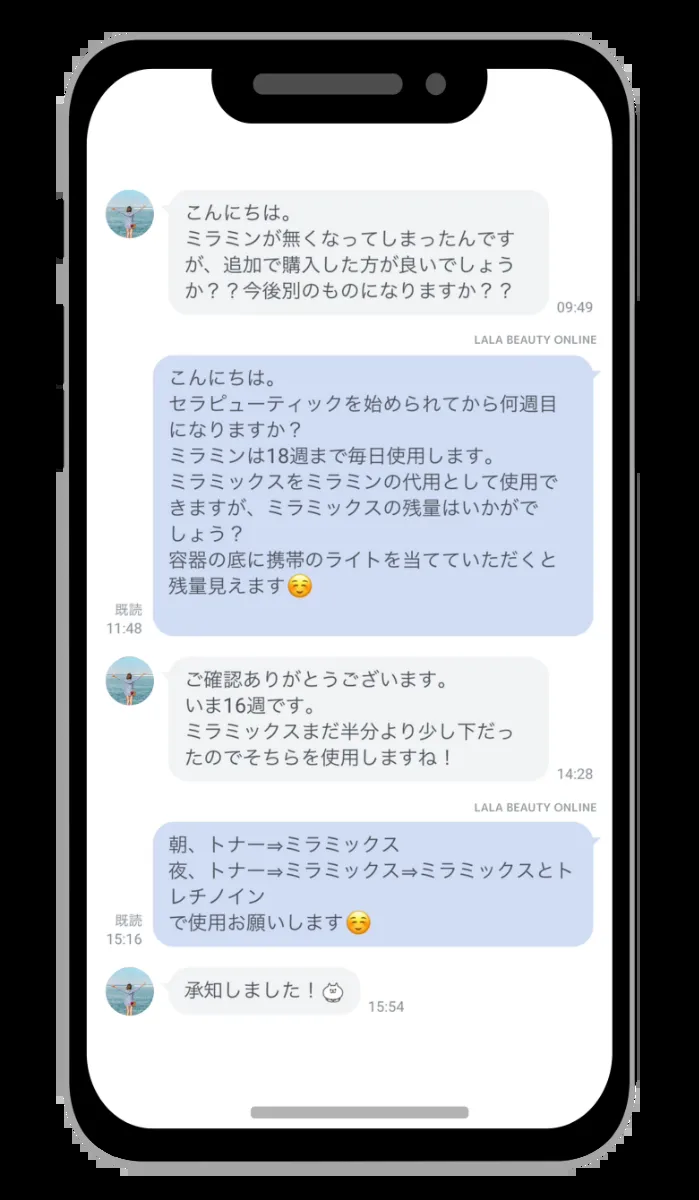 こんにちは。
ミラミンが無くなってしまったんです
が、追加で購入した方が良いでしょう
か？？今後別のものになりますか？？
09:49
LALA BEAUTY ONLINE
こんにちは。
セラピューティックを始められてから何週目
になりますか？
ミラミンは18週まで毎日使用します。
ミラミックスをミラミンの代用として使用で
きますが、ミラミックスの残量はいかがで
しょう？
容器の底に携帯のライトを当てていただくと
残量見えます☺️
既読
11:48
ご確認ありがとうございます。
いま16週です。
ミラミックスまだ半分より少し下だっ
たのでそちらを使用しますね！
14:28
LALA BEAUTY ONLINE
朝、トナー⇒ミラミックス
夜、トナー⇒ミラミックス⇒ミラミックスとト
レチノイン
で使用お願いします☺️
既読
15:16
承知しました！
15:54